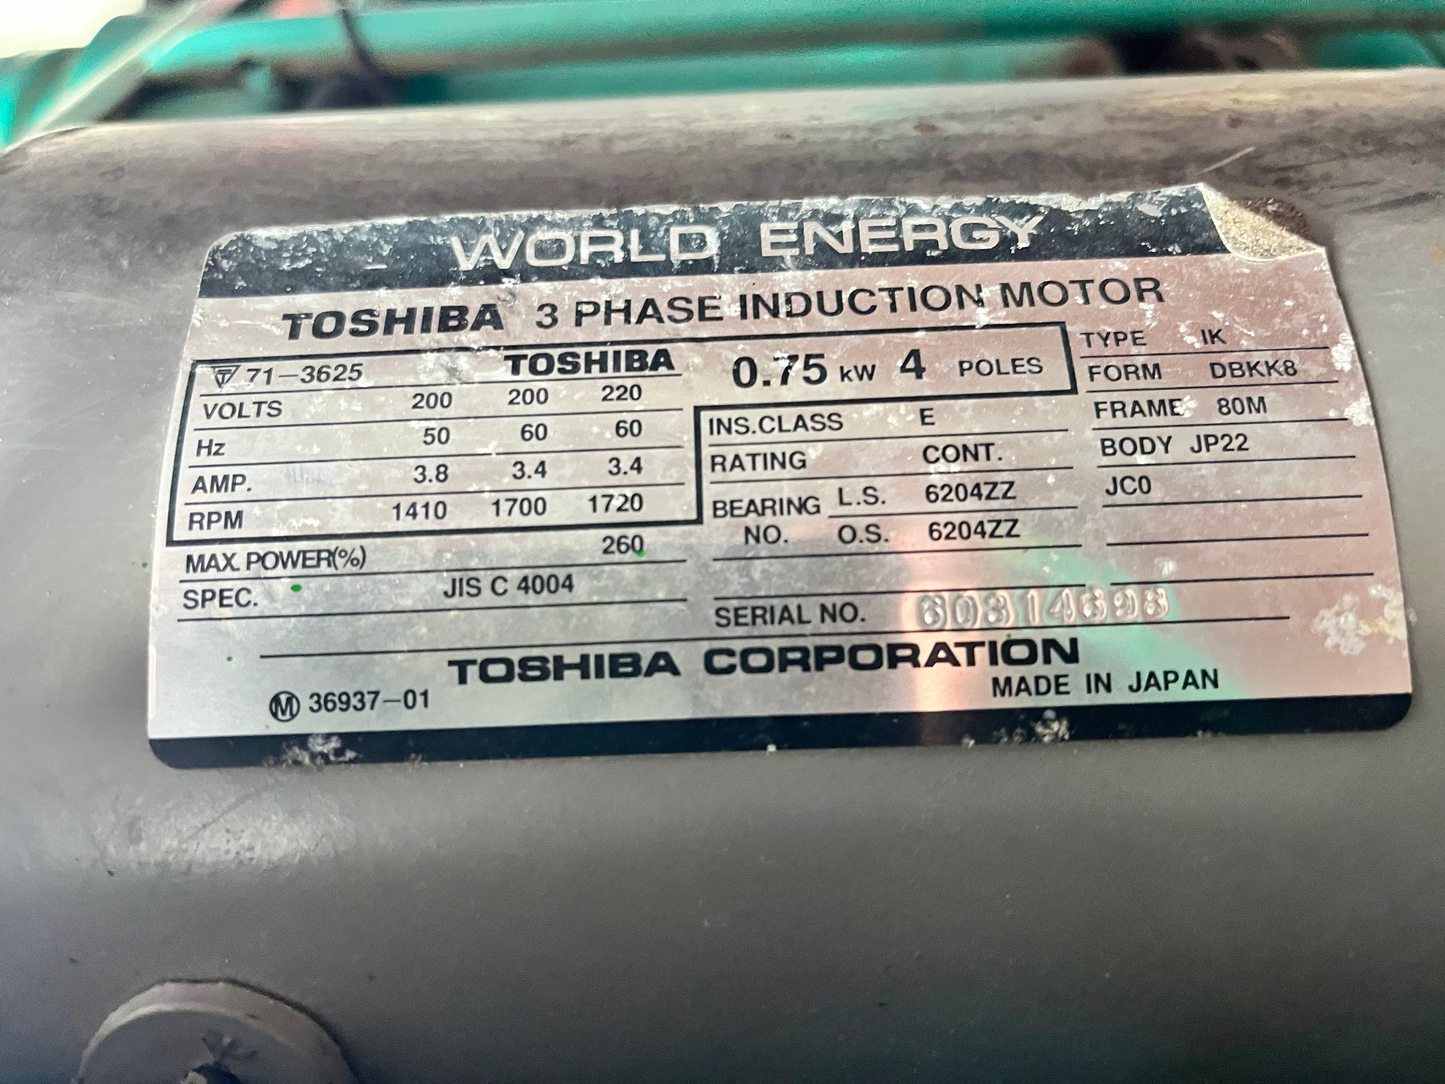 WORLD ENERGY
TOSHIBA 3 PHASE INDUCTION MOTOR
71-3625 TOSHIBA
VOLTS 200 200 220
Hz 50 60 60
AMP. 3.8 3.4 3.4
RPM 1410 1700 1720
MAX. POWER(%) 260
SPEC. JIS C 4004
0.75 kW 4 POLES
INS.CLASS E
RATING CONT.
BEARING L.S. 6204ZZ
NO. O.S. 6204ZZ
SERIAL NO. 60314698
TYPE IK
FORM DBKK8
FRAME 80M
BODY JP22
JC0
TOSHIBA CORPORATION
M 36937-01
MADE IN JAPAN